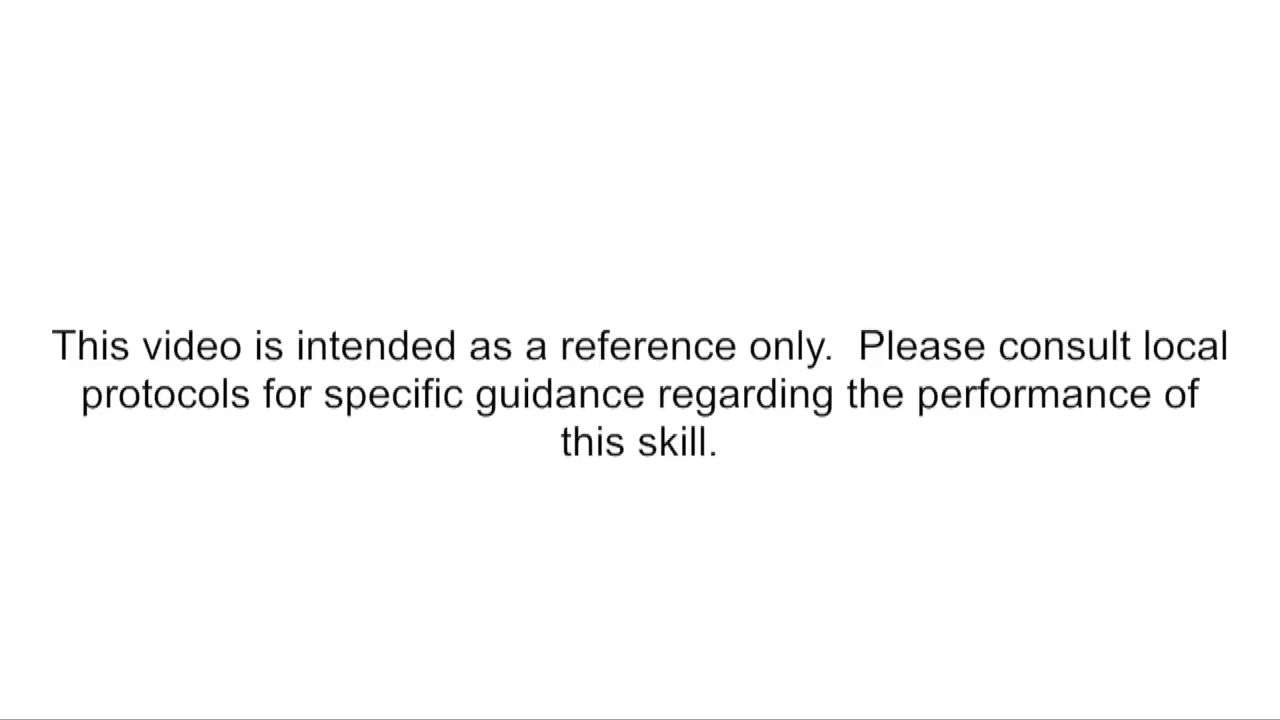 This video is intended as a reference only.  Please consult local
protocols for specific guidance regarding the performance of
this skill.